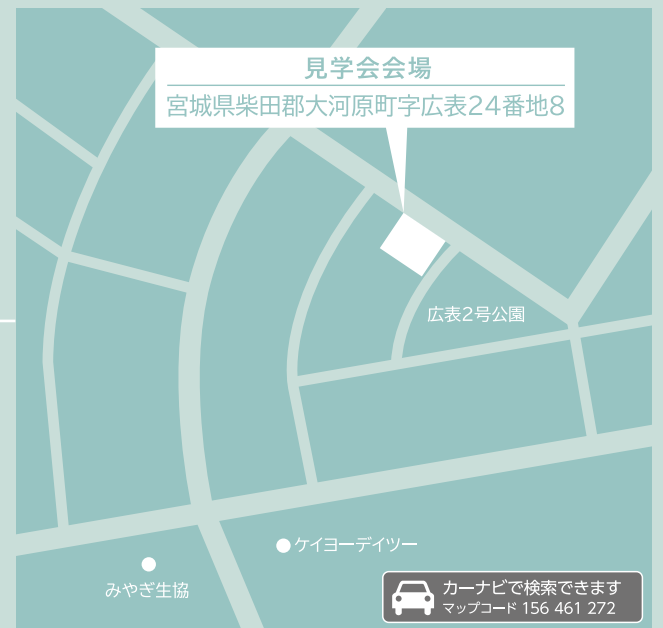 見学会会場
宮城県柴田郡大河原町字広表24番地8
広表2号公園
ケイヨーデイツー
みやぎ生協
カーナビで検索できます
マップコード 156 461 272